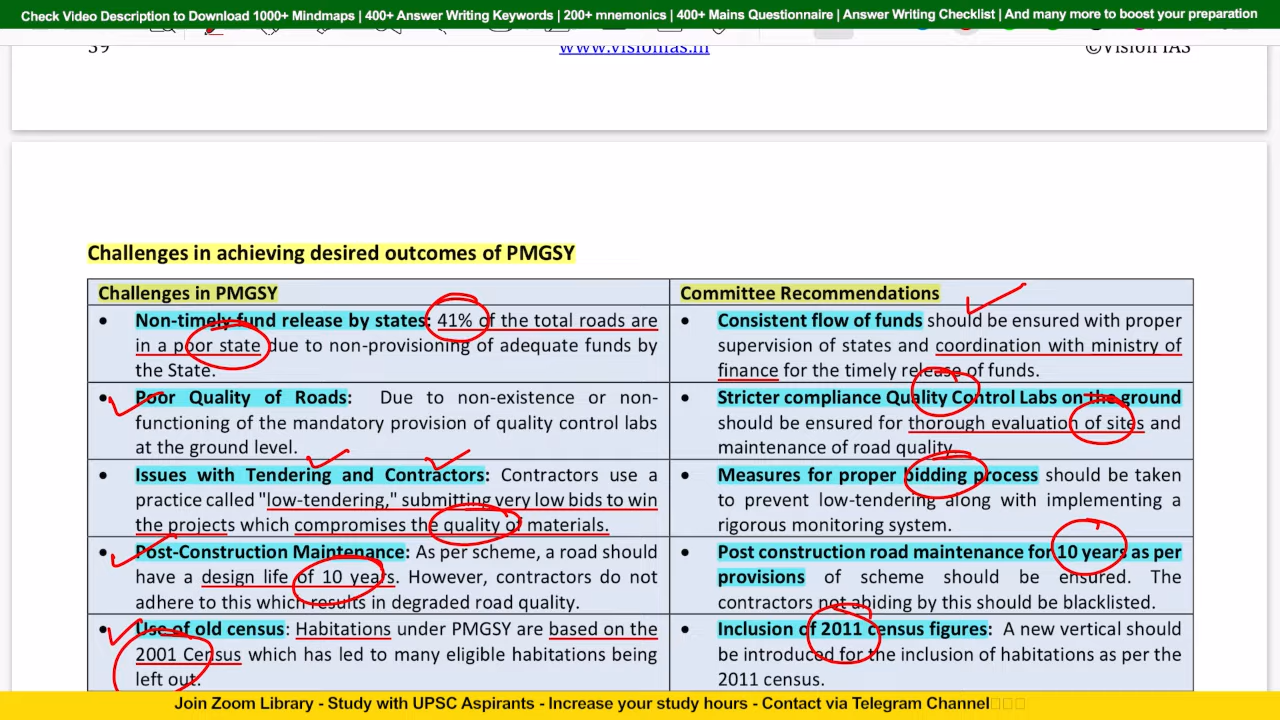 Check Video Description to Download 1000+ Mindmaps | 400+ Answer Writing Keywords | 200+ mnemonics | 400+ Mains Questionnaire | Answer Writing Checklist | And many more to boost your preparation
39 www.visionias.in ©Vision IAS
Challenges in achieving desired outcomes of PMGSY
Challenges in PMGSY
Committee Recommendations
• Non-timely fund release by states: 41% of the total roads are
in a poor state due to non-provisioning of adequate funds by
the State.
• Consistent flow of funds should be ensured with proper
supervision of states and coordination with ministry of
finance for the timely release of funds.
• Poor Quality of Roads: Due to non-existence or non-
functioning of the mandatory provision of quality control labs
at the ground level.
• Stricter compliance Quality Control Labs on the ground
should be ensured for thorough evaluation of sites and
maintenance of road quality.
• Issues with Tendering and Contractors: Contractors use a
practice called "low-tendering," submitting very low bids to win
the projects which compromises the quality of materials.
• Measures for proper bidding process should be taken
to prevent low-tendering along with implementing a
rigorous monitoring system.
• Post-Construction Maintenance: As per scheme, a road should
have a design life of 10 years. However, contractors do not
adhere to this which results in degraded road quality.
• Post construction road maintenance for 10 years as per
provisions of scheme should be ensured. The
contractors not abiding by this should be blacklisted.
• Use of old census: Habitations under PMGSY are based on the
2001 Census which has led to many eligible habitations being
left out.
• Inclusion of 2011 census figures: A new vertical should
be introduced for the inclusion of habitations as per the
2011 census.
Join Zoom Library - Study with UPSC Aspirants - Increase your study hours - Contact via Telegram Channel